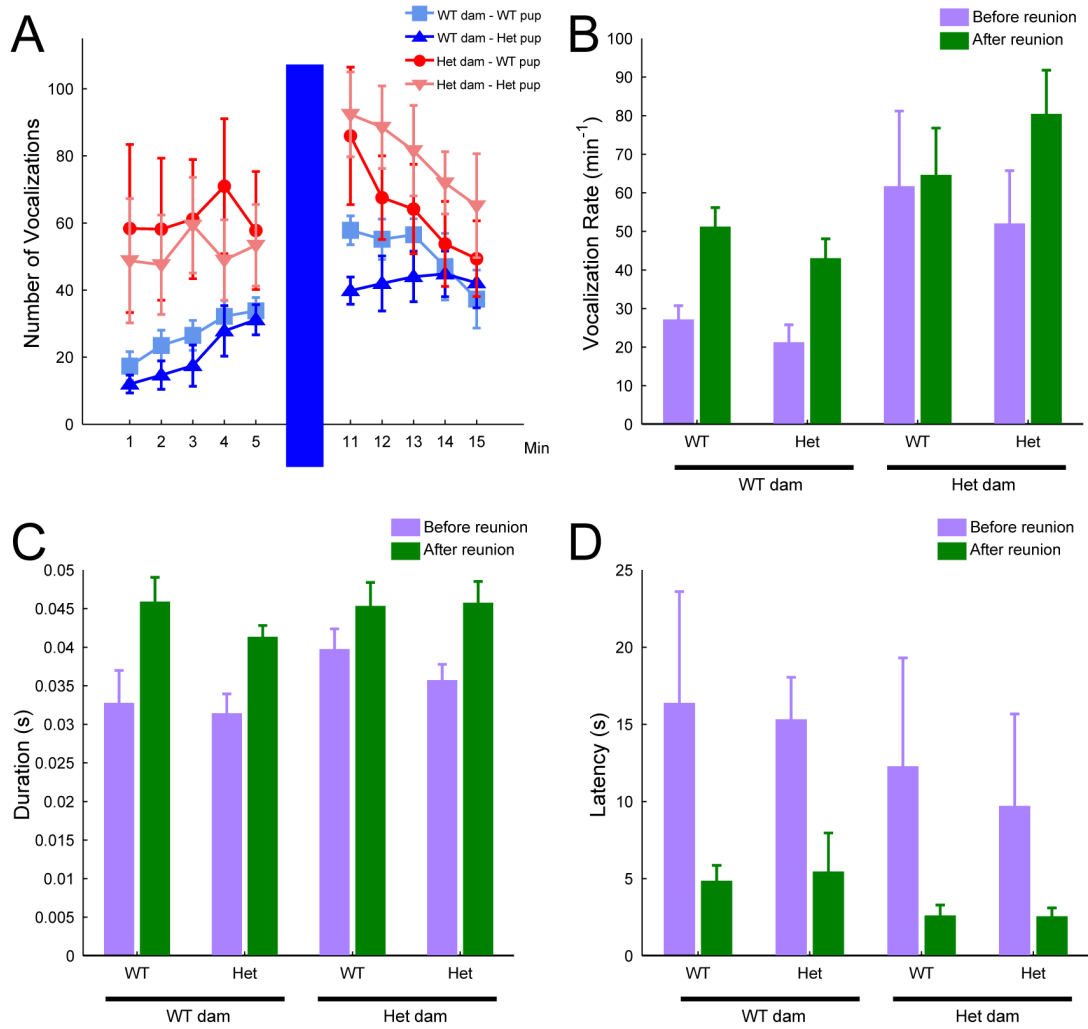 A
WT dam - WT pup
WT dam - Het pup
Het dam - WT pup
Het dam - Het pup
Number of Vocalizations
100
80
60
40
20
0
1 2 3 4 5 11 12 13 14 15 Min
B
Before reunion
After reunion
Vocalization Rate (min⁻¹)
100
90
80
70
60
50
40
30
20
10
0
WT Het WT Het
WT dam Het dam
C
Before reunion
After reunion
Duration (s)
0.05
0.045
0.04
0.035
0.03
0.025
0.02
0.015
0.01
0.005
0
WT Het WT Het
WT dam Het dam
D
Before reunion
After reunion
Latency (s)
25
20
15
10
5
0
WT Het WT Het
WT dam Het dam